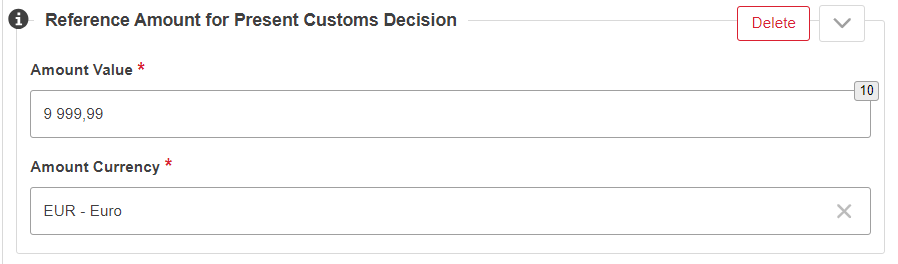 Reference Amount for Present Customs Decision
Delete
Amount Value *
10
9 999,99
Amount Currency *
EUR - Euro